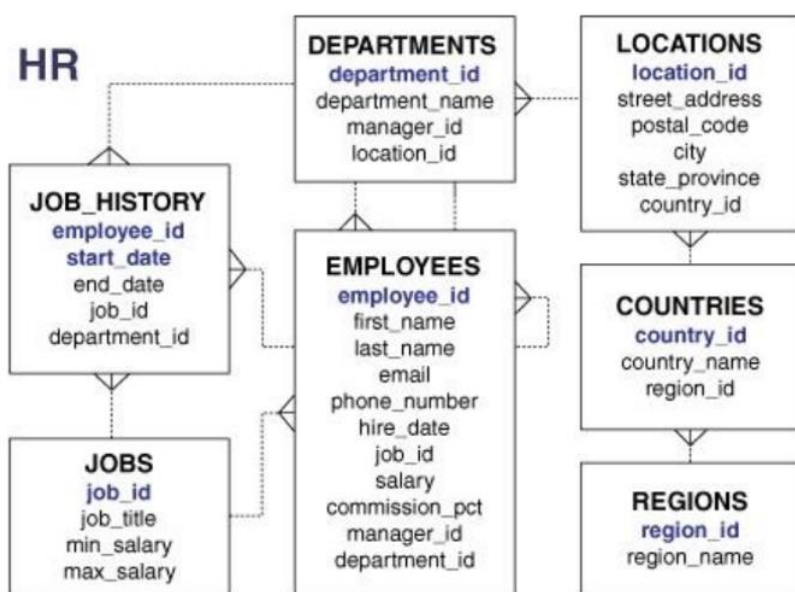 HR
DEPARTMENTS
department_id
department_name
manager_id
location_id
LOCATIONS
location_id
street_address
postal_code
city
state_province
country_id
JOB_HISTORY
employee_id
start_date
end_date
job_id
department_id
EMPLOYEES
employee_id
first_name
last_name
email
phone_number
hire_date
job_id
salary
commission_pct
manager_id
department_id
COUNTRIES
country_id
country_name
region_id
JOBS
job_id
job_title
min_salary
max_salary
REGIONS
region_id
region_name